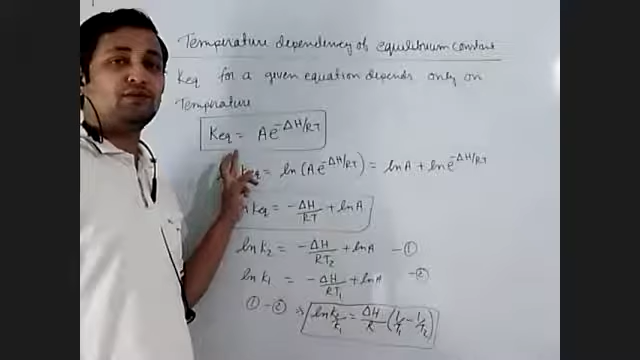 Temperature dependency of equilibrium constant
Keq for a given equation depends only on
Temperature
Keq = Ae^-ΔH/RT
Keq = ln (Ae^-ΔH/RT) = lnA + ln e^-ΔH/RT
Keq = -ΔH/RT + lnA
ln K2 = -ΔH/RT2 + lnA -①
ln K1 = -ΔH/RT1 + lnA -②
①-② ⇒ ln K2/K1 = ΔH/R (1/T1 - 1/T2)